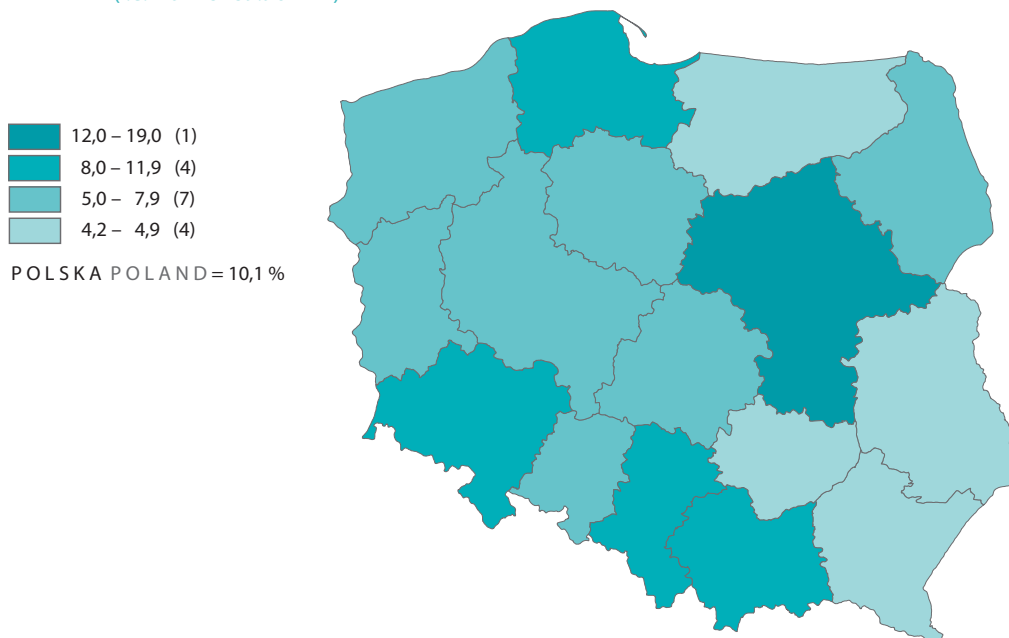 12,0 – 19,0 (1)
8,0 – 11,9 (4)
5,0 – 7,9 (7)
4,2 – 4,9 (4)
POLSKA POLAND = 10,1 %